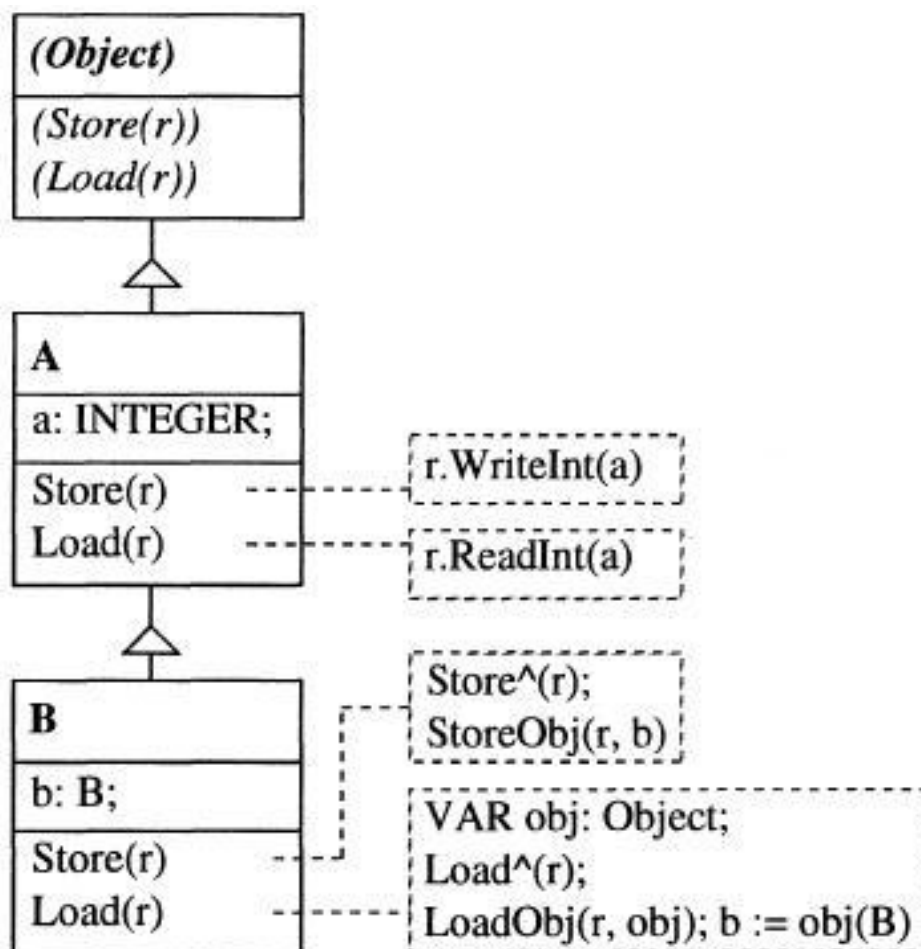 (Object)
(Store(r))
(Load(r))
A
a: INTEGER;
Store(r)
Load(r)
r.WriteInt(a)
r.ReadInt(a)
B
b: B;
Store(r)
Load(r)
Store^(r);
StoreObj(r, b)
VAR obj: Object;
Load^(r);
LoadObj(r, obj); b := obj(B)